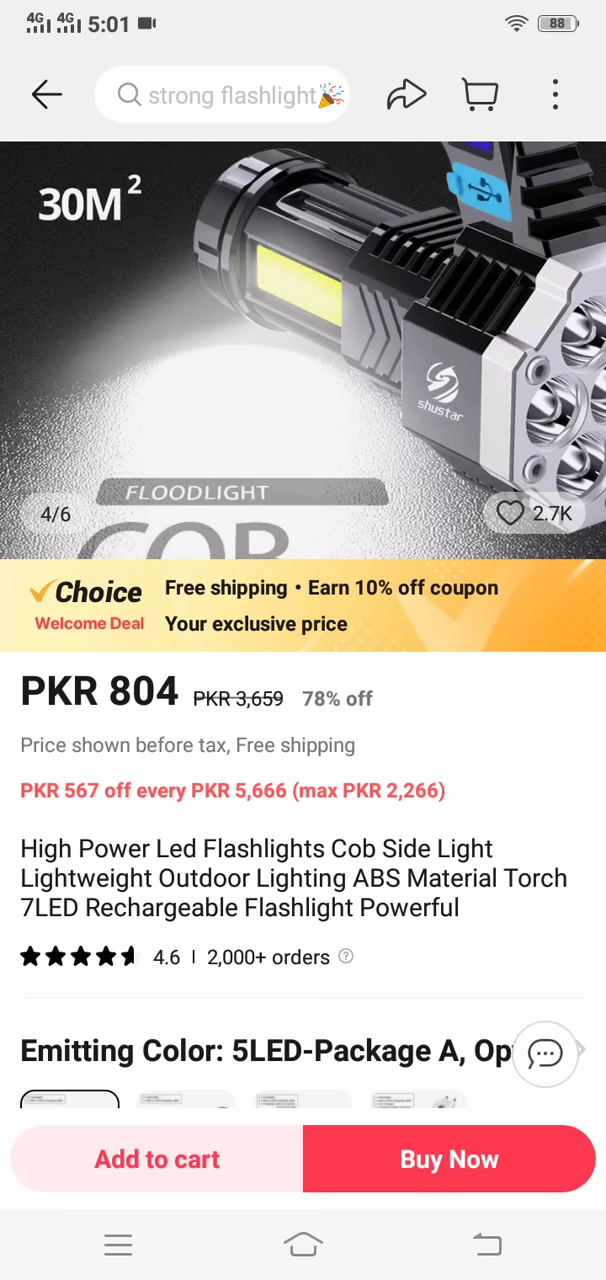 4G 4G 5:01 88
strong flashlight🎉
30M²
shustar
FLOODLIGHT
COB
4/6
2.7K
Choice Free shipping • Earn 10% off coupon
Welcome Deal Your exclusive price
PKR 804 PKR 3,659 78% off
Price shown before tax, Free shipping
PKR 567 off every PKR 5,666 (max PKR 2,266)
High Power Led Flashlights Cob Side Light
Lightweight Outdoor Lighting ABS Material Torch
7LED Rechargeable Flashlight Powerful
4.6 | 2,000+ orders ?
Emitting Color: 5LED-Package A, Op
Add to cart
Buy Now